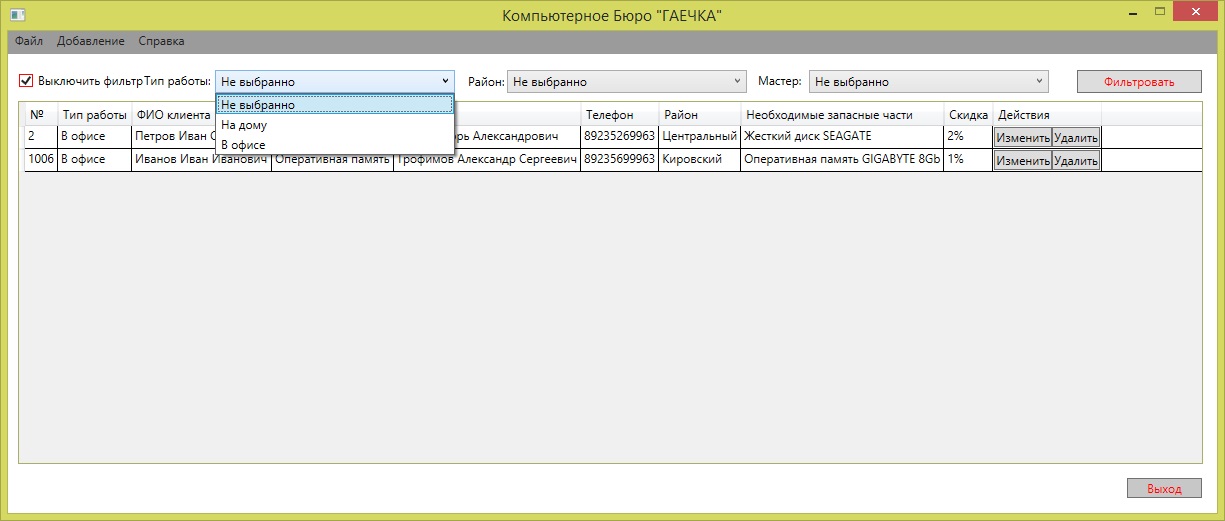 Компьютерное Бюро "ГАЕЧКА"
Файл Добавление Справка
Выключить фильтр Тип работы: Не выбранно Район: Не выбранно Мастер: Не выбранно Фильтровать
Не выбранно
На дому
В офисе
№ Тип работы ФИО клиента Телефон Район Необходимые запасные части Скидка Действия
2 В офисе Петров Иван Александрович 89235269963 Центральный Жесткий диск SEAGATE 2% Изменить Удалить
1006 В офисе Иванов Иван Иванович Оперативная память Трофимов Александр Сергеевич 89235699963 Кировский Оперативная память GIGABYTE 8Gb 1% Изменить Удалить
Выход